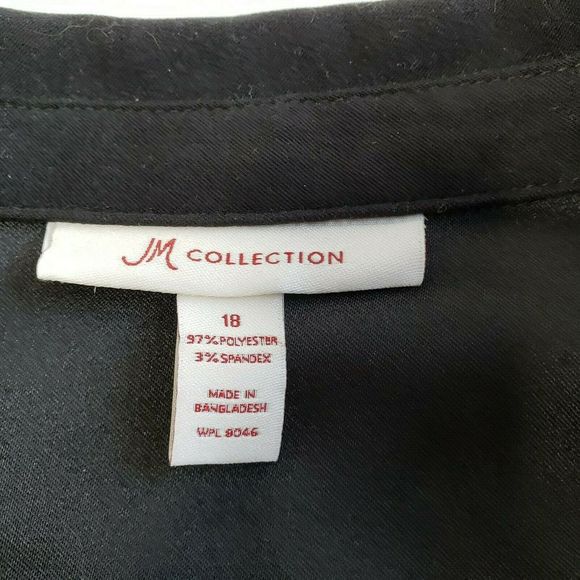 JM COLLECTION
18
97% POLYESTER
3% SPANDEX
MADE IN
BANGLADESH
WPL 8046